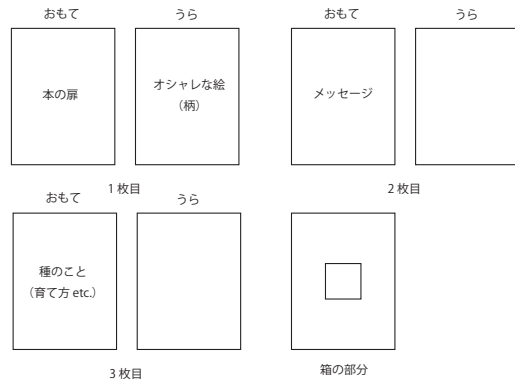 おもて
うら
おもて
うら
本の扉
オシャレな絵
（柄）
メッセージ
1 枚目
2 枚目
おもて
うら
種のこと
（育て方 etc.）
3 枚目
箱の部分